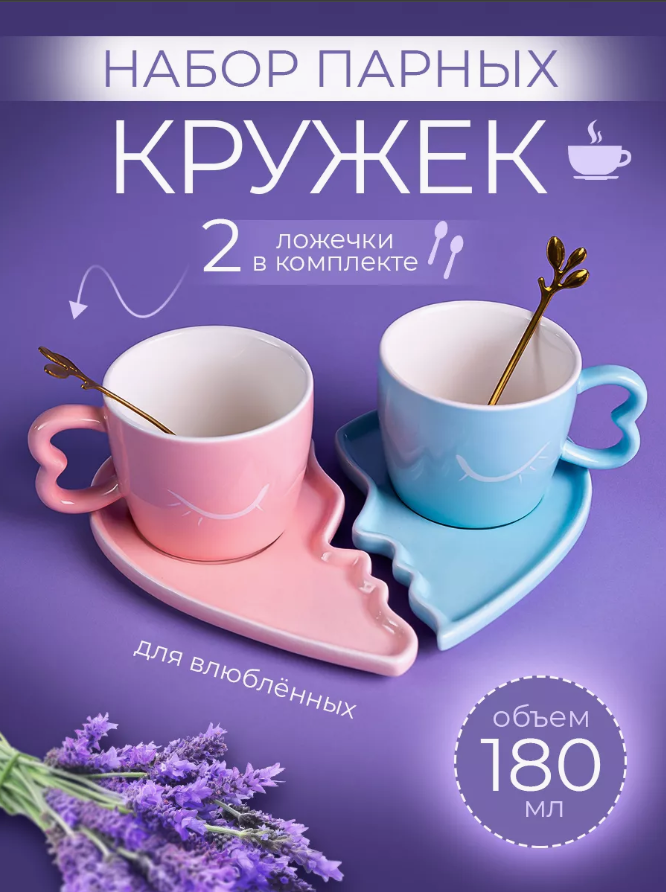 НАБОР ПАРНЫХ
КРУЖЕК
2 ложечки
в комплекте
для влюблённых
объем
180
мл